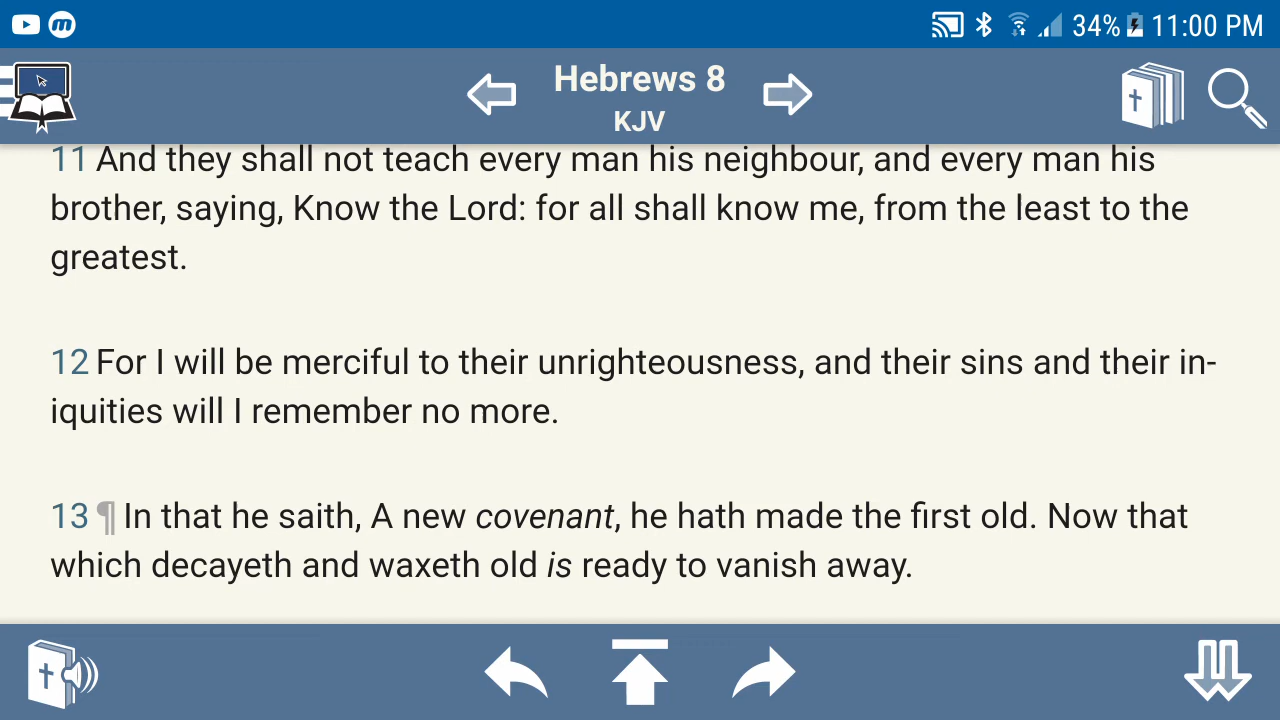 34% 11:00 PM
Hebrews 8
KJV
11 And they shall not teach every man his neighbour, and every man his
brother, saying, Know the Lord: for all shall know me, from the least to the
greatest.
12 For I will be merciful to their unrighteousness, and their sins and their in-
iquities will I remember no more.
13 ¶ In that he saith, A new covenant, he hath made the first old. Now that
which decayeth and waxeth old is ready to vanish away.